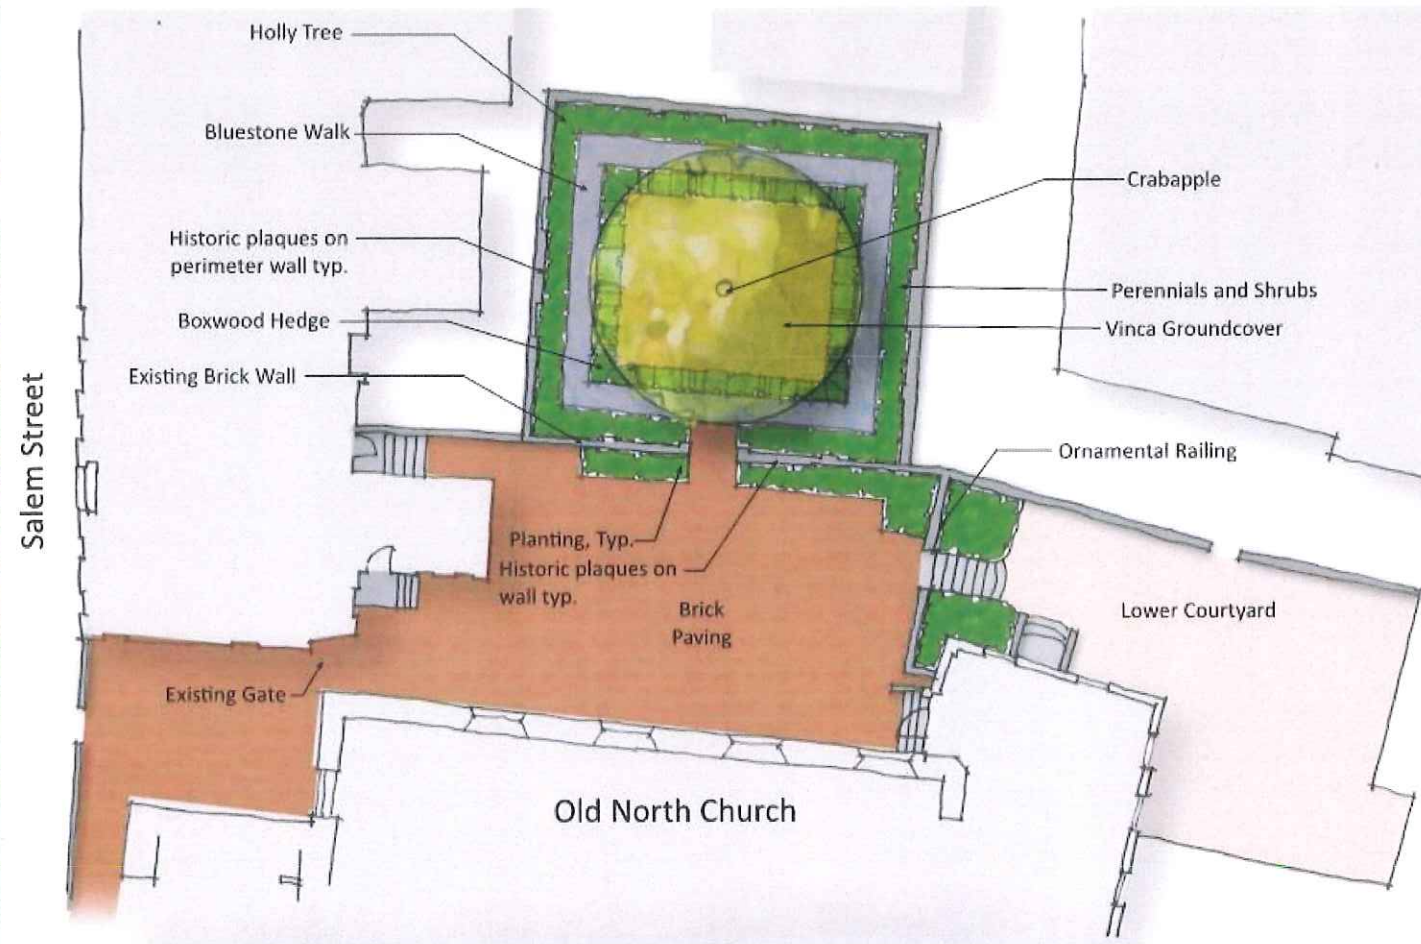 Holly Tree
Bluestone Walk
Historic plaques on
perimeter wall typ.
Boxwood Hedge
Existing Brick Wall
Salem Street
Crabapple
Perennials and Shrubs
Vinca Groundcover
Ornamental Railing
Planting, Typ.
Historic plaques on
wall typ.
Brick
Paving
Lower Courtyard
Existing Gate
Old North Church